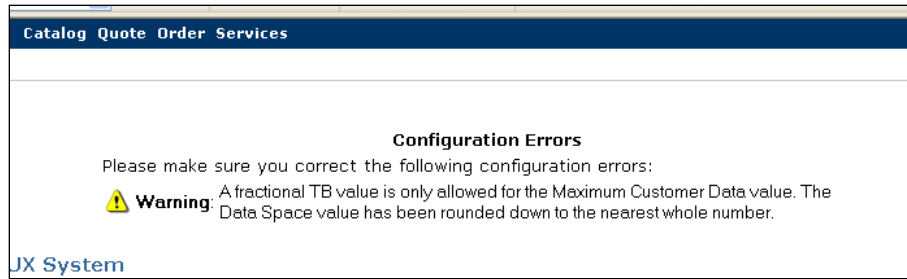 Catalog Quote Order Services
Configuration Errors
Please make sure you correct the following configuration errors:
Warning: A fractional TB value is only allowed for the Maximum Customer Data value. The
Data Space value has been rounded down to the nearest whole number.
UX System